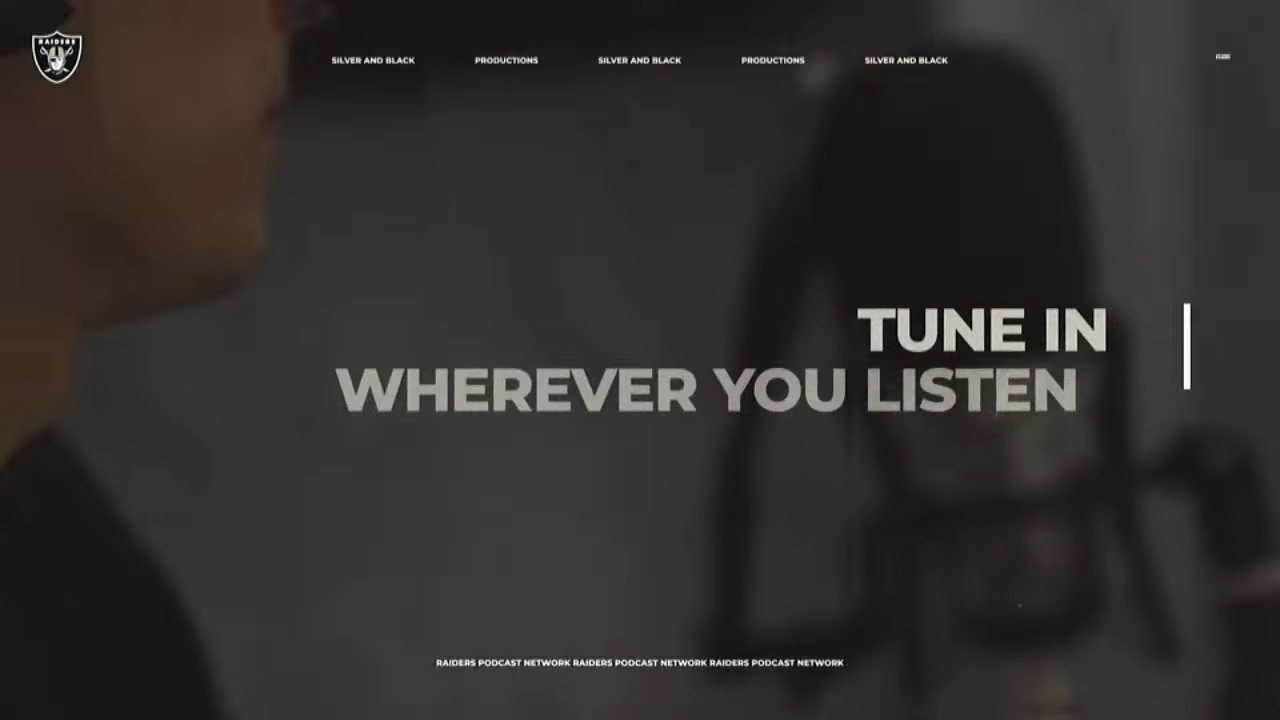 RAIDERS
SILVER AND BLACK PRODUCTIONS SILVER AND BLACK PRODUCTIONS SILVER AND BLACK
TUNE IN
WHEREVER YOU LISTEN
RAIDERS PODCAST NETWORK RAIDERS PODCAST NETWORK RAIDERS PODCAST NETWORK